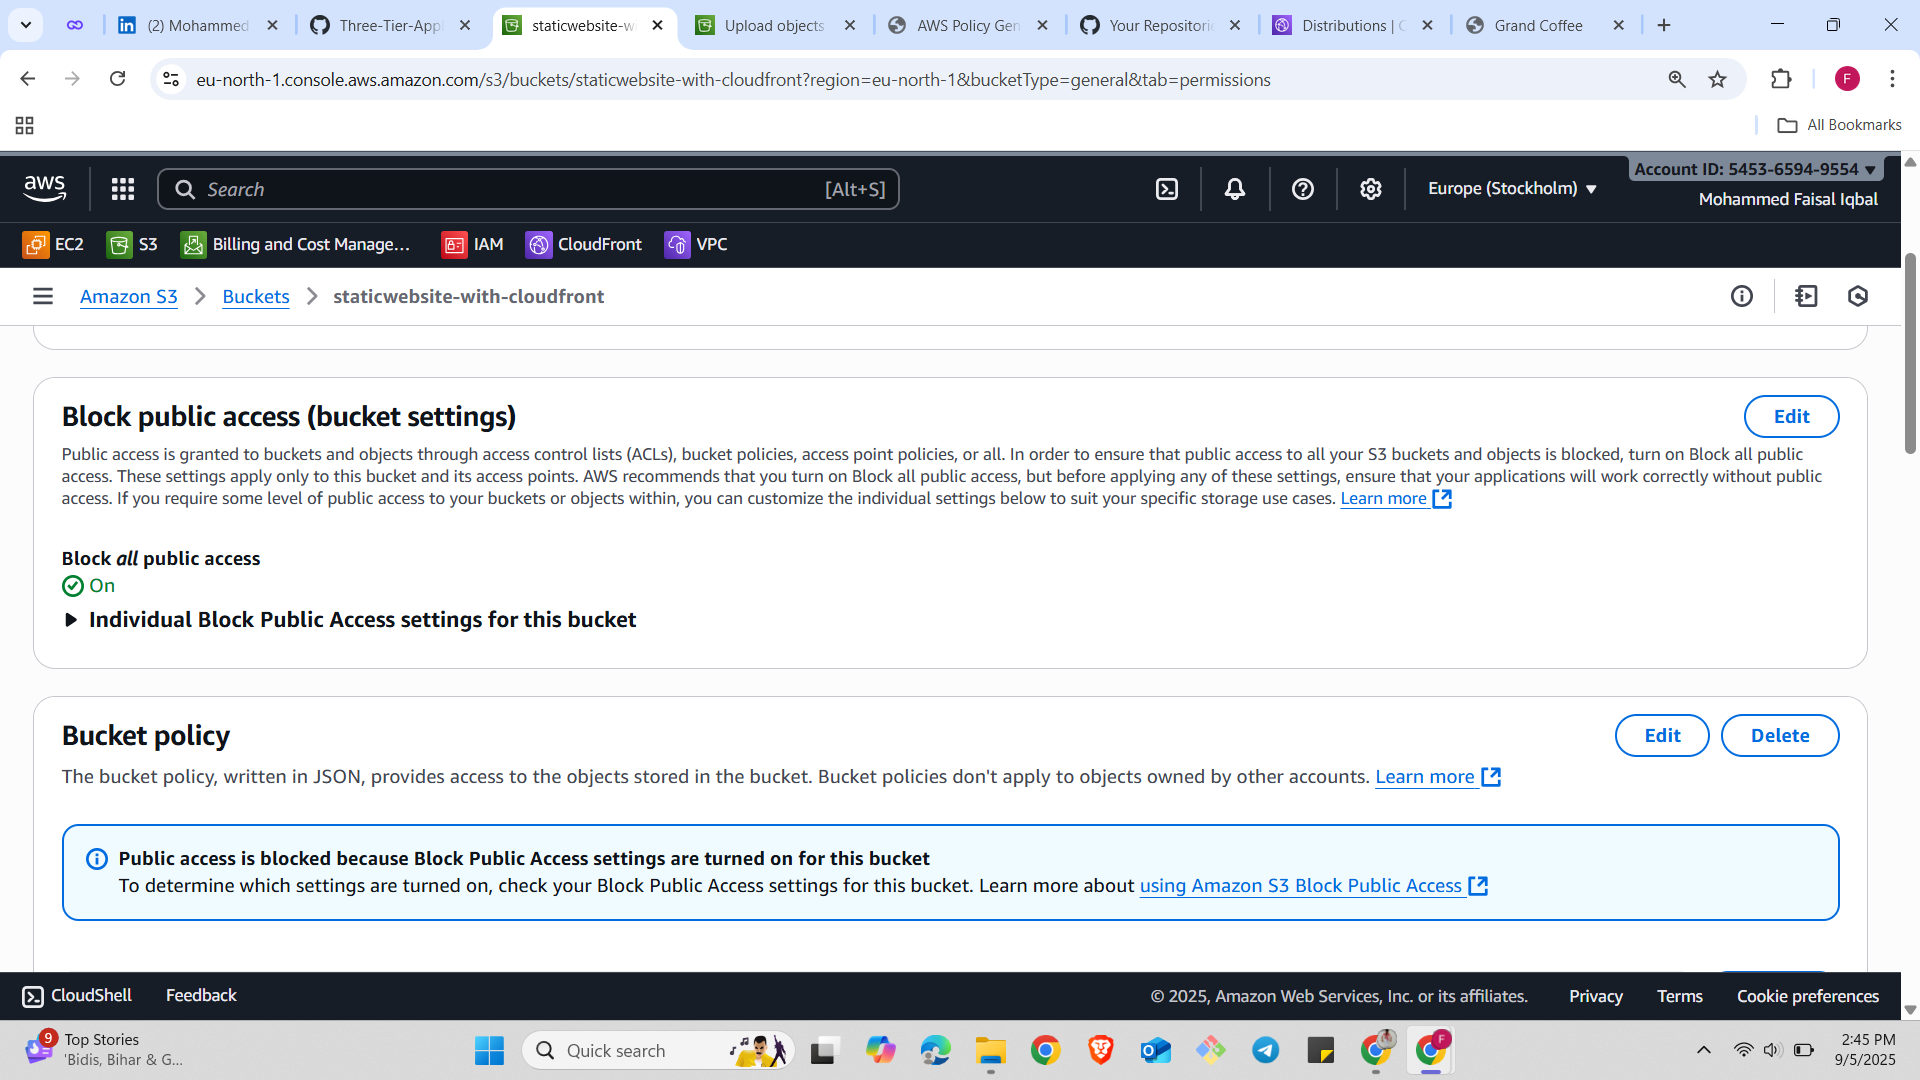 (2) Mohammed
Three-Tier-Appl
staticwebsite-w
Upload objects
AWS Policy Gen
Your Repositorie
Distributions | C
Grand Coffee
eu-north-1.console.aws.amazon.com/s3/buckets/staticwebsite-with-cloudfront?region=eu-north-1&bucketType=general&tab=permissions
F
All Bookmarks
aws
Search
[Alt+S]
Europe (Stockholm)
Account ID: 5453-6594-9554
Mohammed Faisal Iqbal
EC2
S3
Billing and Cost Manage...
IAM
CloudFront
VPC
Amazon S3
Buckets
staticwebsite-with-cloudfront
Block public access (bucket settings)
Edit
Public access is granted to buckets and objects through access control lists (ACLs), bucket policies, access point policies, or all. In order to ensure that public access to all your S3 buckets and objects is blocked, turn on Block all public
access. These settings apply only to this bucket and its access points. AWS recommends that you turn on Block all public access, but before applying any of these settings, ensure that your applications will work correctly without public
access. If you require some level of public access to your buckets or objects within, you can customize the individual settings below to suit your specific storage use cases. Learn more
Block all public access
On
Individual Block Public Access settings for this bucket
Bucket policy
Edit
Delete
The bucket policy, written in JSON, provides access to the objects stored in the bucket. Bucket policies don't apply to objects owned by other accounts. Learn more
Public access is blocked because Block Public Access settings are turned on for this bucket
To determine which settings are turned on, check your Block Public Access settings for this bucket. Learn more about using Amazon S3 Block Public Access
CloudShell
Feedback
© 2025, Amazon Web Services, Inc. or its affiliates.
Privacy
Terms
Cookie preferences
9
Top Stories
'Bidis, Bihar & G...
Quick search
F
2:45 PM
9/5/2025